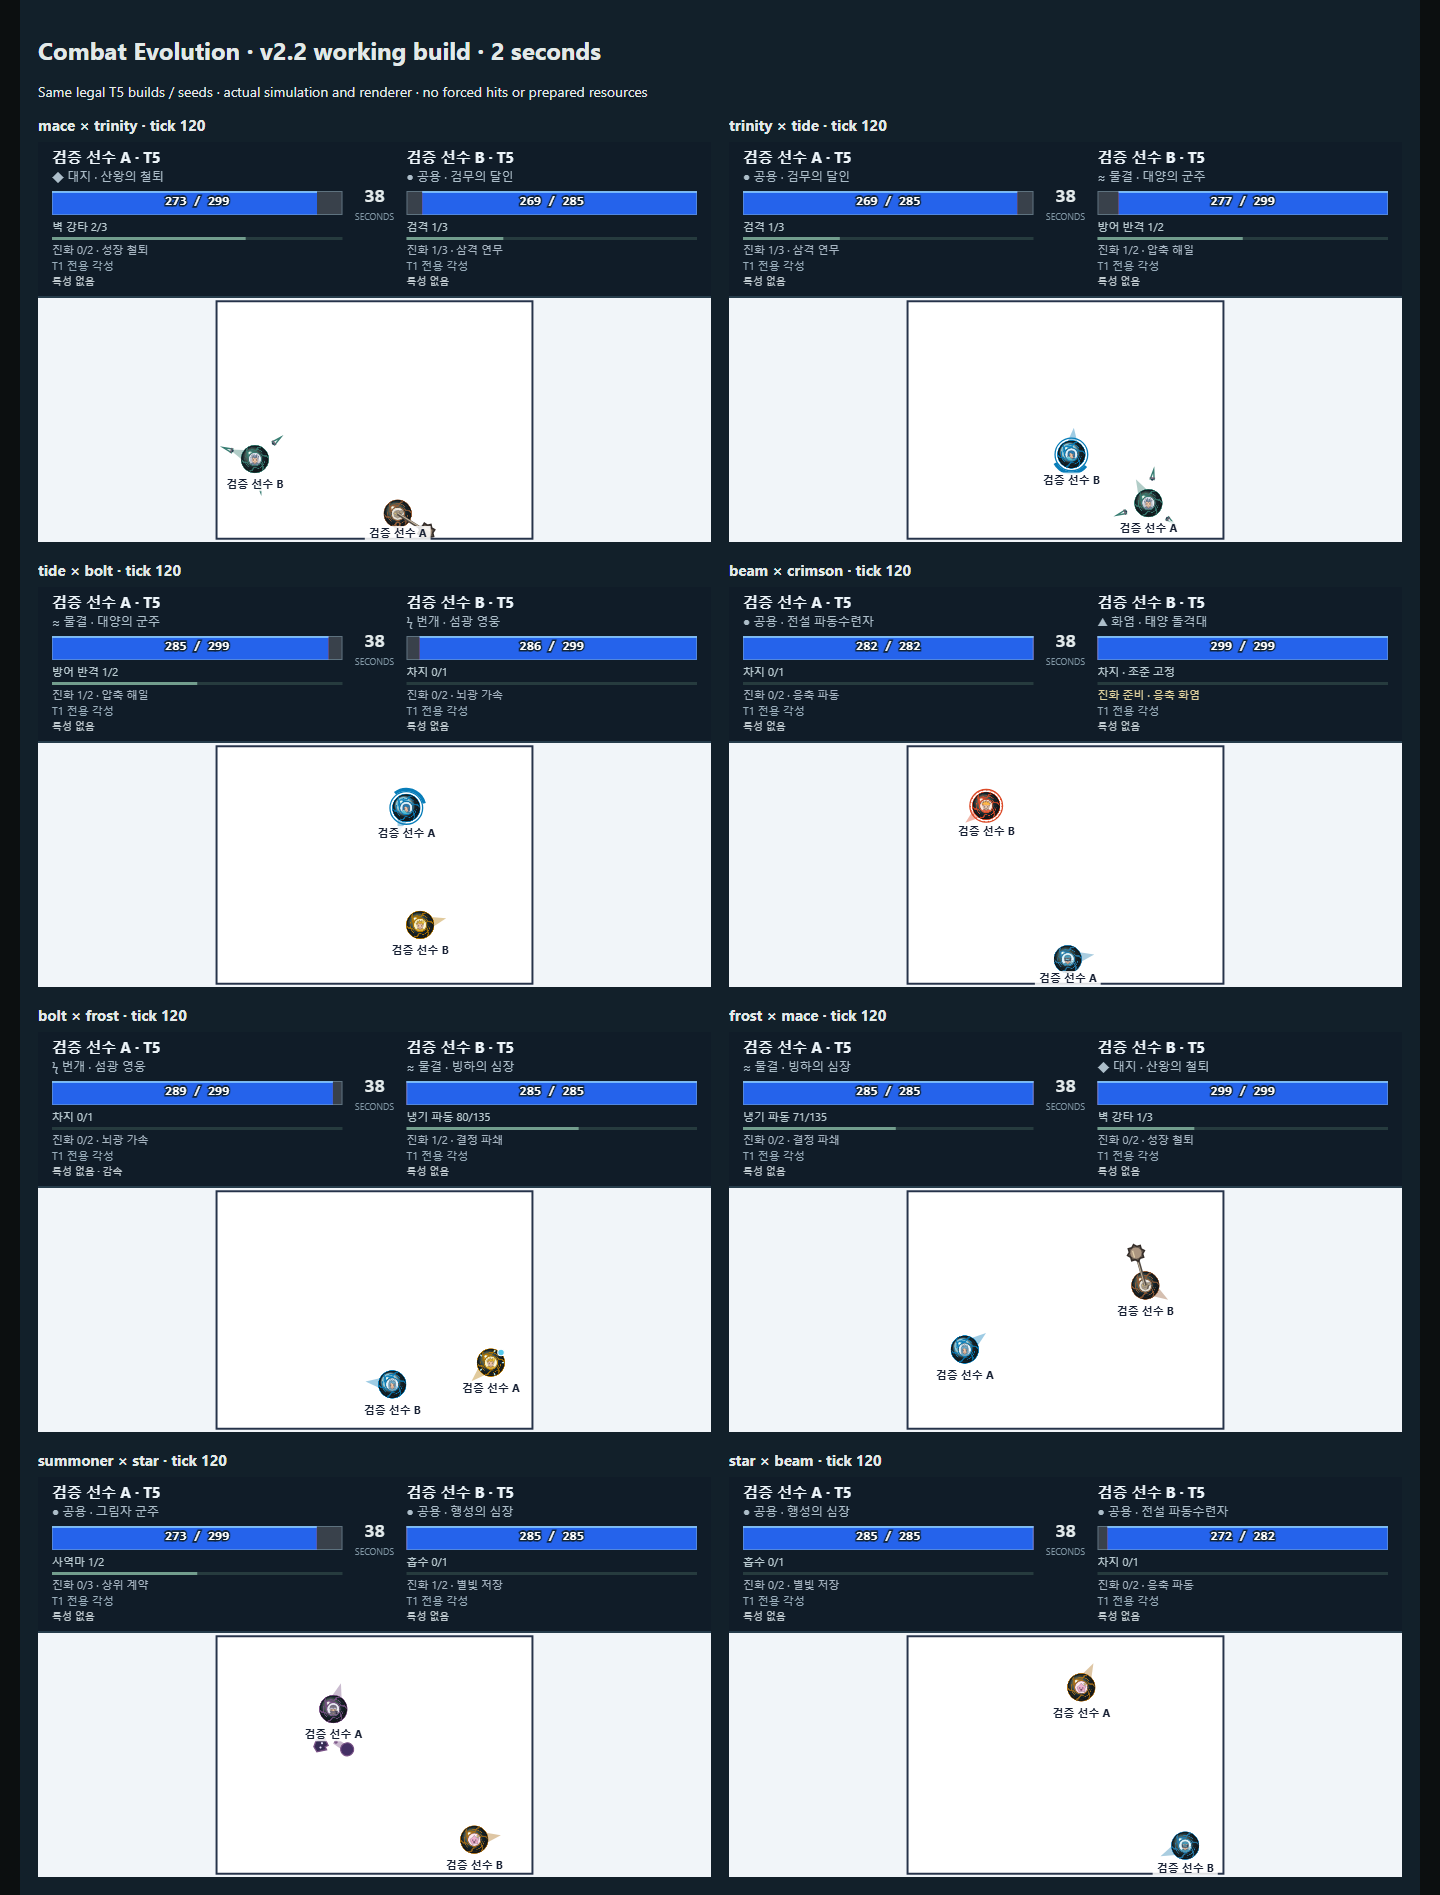 Combat Evolution · v2.2 working build · 2 seconds
Same legal T5 builds / seeds · actual simulation and renderer · no forced hits or prepared resources
mace × trinity · tick 120
검증 선수 A · T5
◆ 대지 · 산왕의 철퇴
273 / 299
벽 강타 2/3
진화 0/2 · 성장 철퇴
T1 전용 각성
특성 없음
38
SECONDS
검증 선수 B · T5
● 공용 · 검무의 달인
269 / 285
검격 1/3
진화 1/3 · 삼격 연무
T1 전용 각성
특성 없음
검증 선수 B
검증 선수 A
trinity × tide · tick 120
검증 선수 A · T5
● 공용 · 검무의 달인
269 / 285
검격 1/3
진화 1/3 · 삼격 연무
T1 전용 각성
특성 없음
38
SECONDS
검증 선수 B · T5
≈ 물결 · 대양의 군주
277 / 299
방어 반격 1/2
진화 1/2 · 압축 해일
T1 전용 각성
특성 없음
검증 선수 B
검증 선수 A
tide × bolt · tick 120
검증 선수 A · T5
≈ 물결 · 대양의 군주
285 / 299
방어 반격 1/2
진화 1/2 · 압축 해일
T1 전용 각성
특성 없음
38
SECONDS
검증 선수 B · T5
ϟ 번개 · 섬광 영웅
286 / 299
차지 0/1
진화 0/2 · 뇌광 가속
T1 전용 각성
특성 없음
검증 선수 A
검증 선수 B
beam × crimson · tick 120
검증 선수 A · T5
● 공용 · 전설 파동수련자
282 / 282
차지 0/1
진화 0/2 · 응축 파동
T1 전용 각성
특성 없음
38
SECONDS
검증 선수 B · T5
▲ 화염 · 태양 돌격대
299 / 299
차지 · 조준 고정
진화 준비 · 응축 화염
T1 전용 각성
특성 없음
검증 선수 B
검증 선수 A
bolt × frost · tick 120
검증 선수 A · T5
ϟ 번개 · 섬광 영웅
289 / 299
차지 0/1
진화 0/2 · 뇌광 가속
T1 전용 각성
특성 없음 · 감속
38
SECONDS
검증 선수 B · T5
≈ 물결 · 빙하의 심장
285 / 285
냉기 파동 80/135
진화 1/2 · 결정 파쇄
T1 전용 각성
특성 없음
검증 선수 A
검증 선수 B
frost × mace · tick 120
검증 선수 A · T5
≈ 물결 · 빙하의 심장
285 / 285
냉기 파동 71/135
진화 0/2 · 결정 파쇄
T1 전용 각성
특성 없음
38
SECONDS
검증 선수 B · T5
◆ 대지 · 산왕의 철퇴
299 / 299
벽 강타 1/3
진화 0/2 · 성장 철퇴
T1 전용 각성
특성 없음
검증 선수 B
검증 선수 A
summoner × star · tick 120
검증 선수 A · T5
● 공용 · 그림자 군주
273 / 299
사역마 1/2
진화 0/3 · 상위 계약
T1 전용 각성
특성 없음
38
SECONDS
검증 선수 B · T5
● 공용 · 행성의 심장
285 / 285
흡수 0/1
진화 1/2 · 별빛 저장
T1 전용 각성
특성 없음
검증 선수 A
검증 선수 B
star × beam · tick 120
검증 선수 A · T5
● 공용 · 행성의 심장
285 / 285
흡수 0/1
진화 0/2 · 별빛 저장
T1 전용 각성
특성 없음
38
SECONDS
검증 선수 B · T5
● 공용 · 전설 파동수련자
272 / 282
차지 0/1
진화 0/2 · 응축 파동
T1 전용 각성
특성 없음
검증 선수 A
검증 선수 B